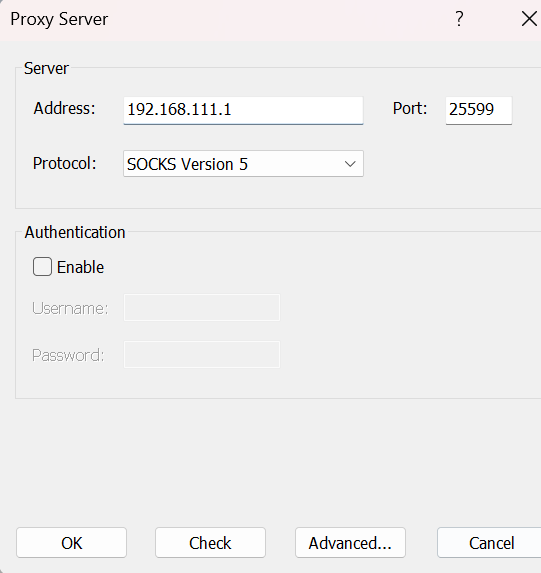 Proxy Server ?
Server
Address: 192.168.111.1 Port: 25599
Protocol: SOCKS Version 5
Authentication
Enable
Username:
Password:
OK Check Advanced... Cancel